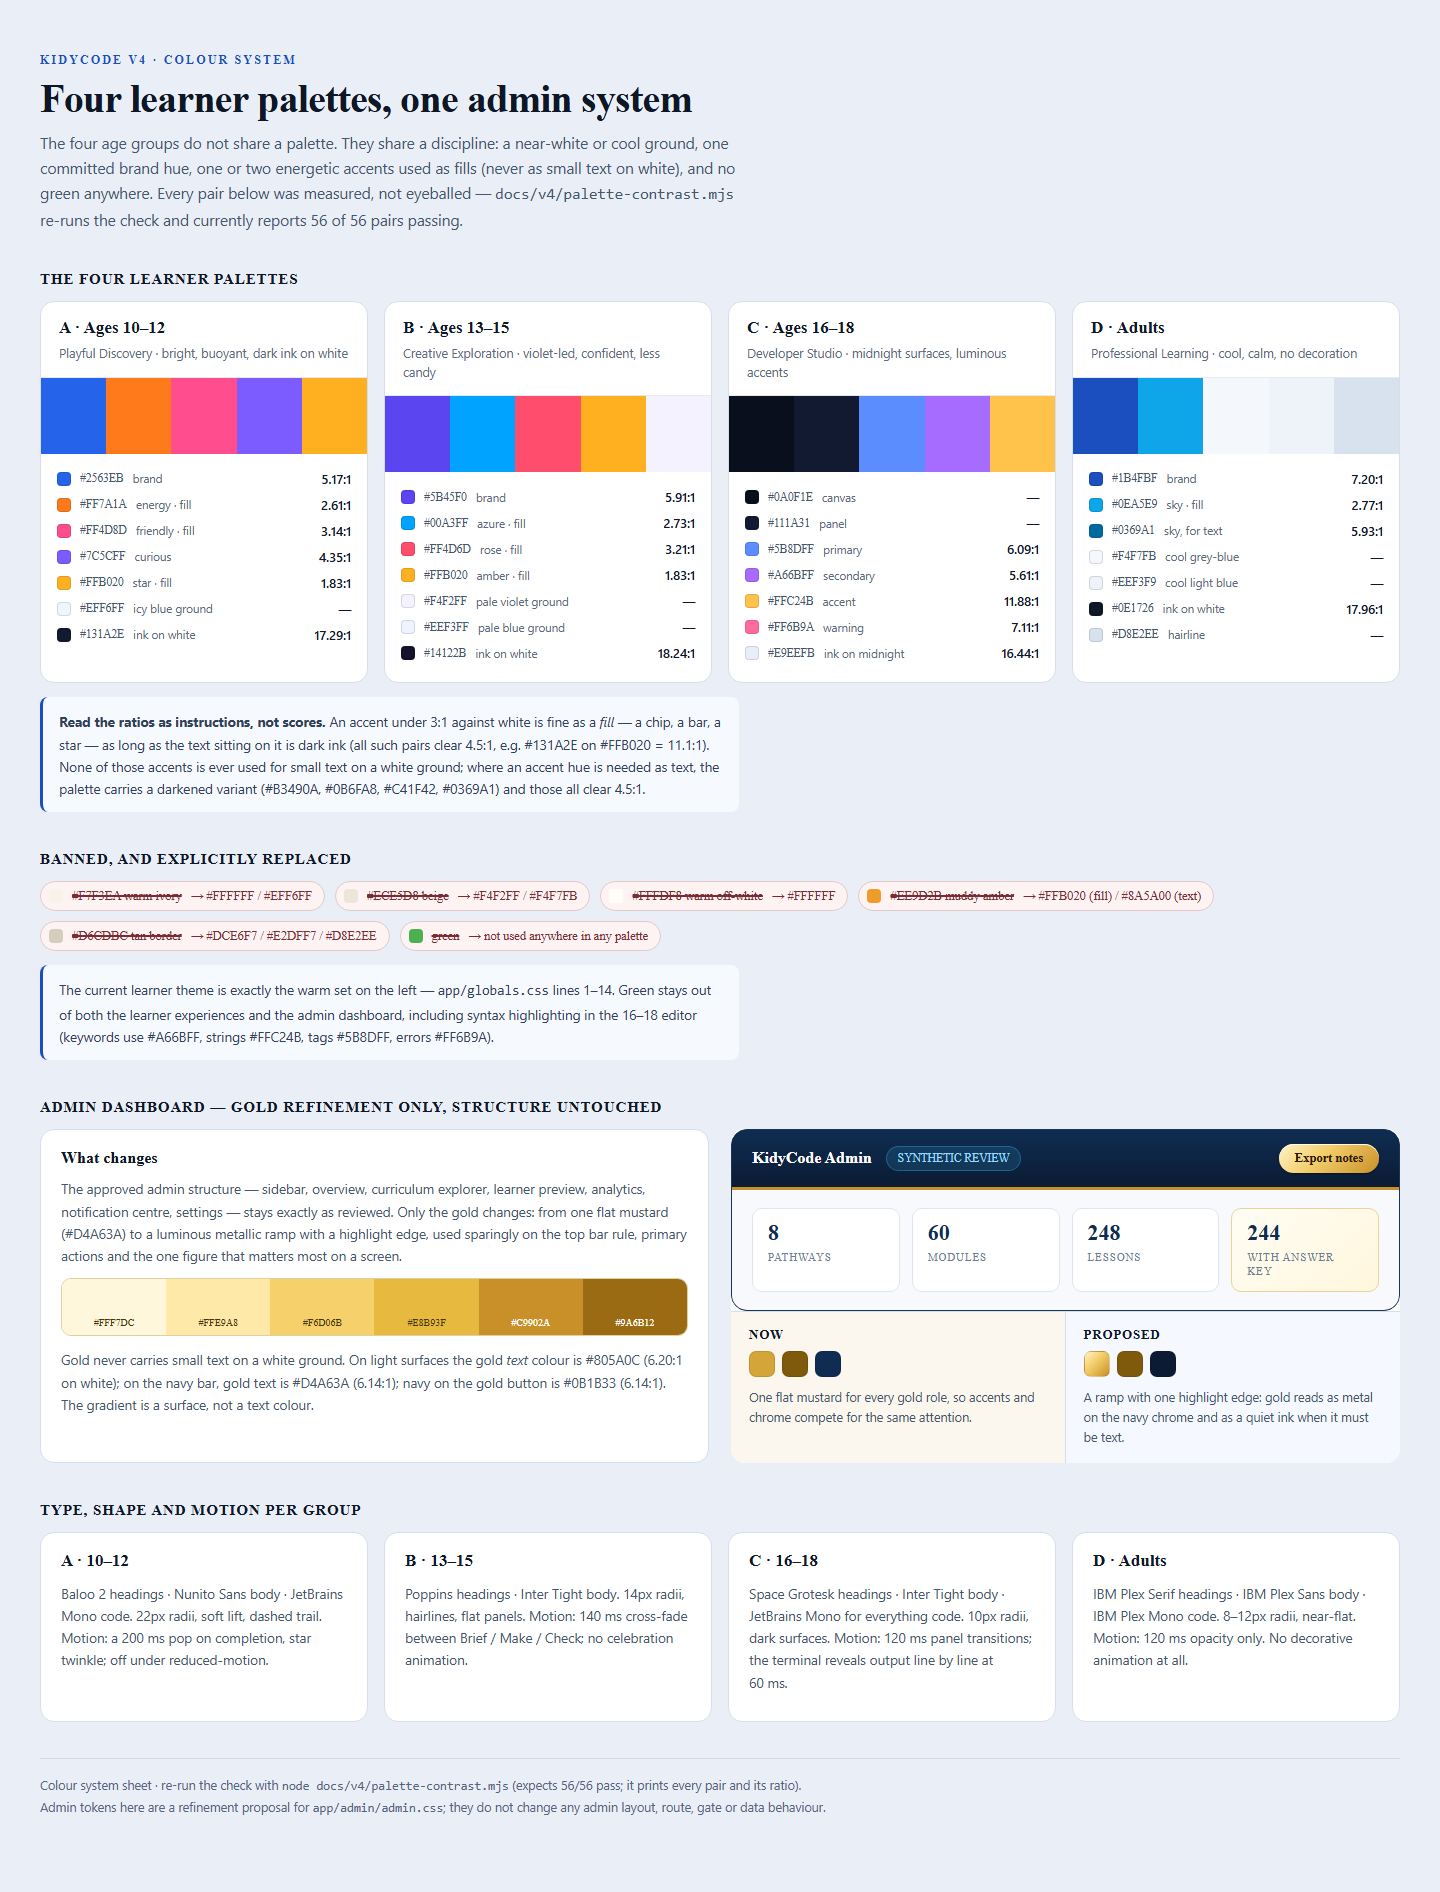 KIDYCODE V4 · COLOUR SYSTEM
Four learner palettes, one admin system
The four age groups do not share a palette. They share a discipline: a near-white or cool ground, one
committed brand hue, one or two energetic accents used as fills (never as small text on white), and no
green anywhere. Every pair below was measured, not eyeballed — docs/v4/palette-contrast.mjs
re-runs the check and currently reports 56 of 56 pairs passing.
THE FOUR LEARNER PALETTES
A · Ages 10–12
Playful Discovery · bright, buoyant, dark ink on white
#2563EB brand 5.17:1
#FF7A1A energy · fill 2.61:1
#FF4D8D friendly · fill 3.14:1
#7C5CFF curious 4.35:1
#FFB020 star · fill 1.83:1
#EFF6FF icy blue ground —
#131A2E ink on white 17.29:1
B · Ages 13–15
Creative Exploration · violet-led, confident, less
candy
#5B45F0 brand 5.91:1
#00A3FF azure · fill 2.73:1
#FF4D6D rose · fill 3.21:1
#FFB020 amber · fill 1.83:1
#F4F2FF pale violet ground —
#EEF3FF pale blue ground —
#14122B ink on white 18.24:1
C · Ages 16–18
Developer Studio · midnight surfaces, luminous
accents
#0A0F1E canvas —
#111A31 panel —
#5B8DFF primary 6.09:1
#A66BFF secondary 5.61:1
#FFC24B accent 11.88:1
#FF6B9A warning 7.11:1
#E9EEFB ink on midnight 16.44:1
D · Adults
Professional Learning · cool, calm, no decoration
#1B4FBF brand 7.20:1
#0EA5E9 sky · fill 2.77:1
#0369A1 sky, for text 5.93:1
#F4F7FB cool grey-blue —
#EEF3F9 cool light blue —
#0E1726 ink on white 17.96:1
#D8E2EE hairline —
Read the ratios as instructions, not scores. An accent under 3:1 against white is fine as a fill — a chip, a bar, a
star — as long as the text sitting on it is dark ink (all such pairs clear 4.5:1, e.g. #131A2E on #FFB020 = 11.1:1).
None of those accents is ever used for small text on a white ground; where an accent hue is needed as text, the
palette carries a darkened variant (#B3490A, #0B6FA8, #C41F42, #0369A1) and those all clear 4.5:1.
BANNED, AND EXPLICITLY REPLACED
#F7F3EA warm ivory → #FFFFFF / #EFF6FF
#ECE5D8 beige → #F4F2FF / #F4F7FB
#FFFDF8 warm off-white → #FFFFFF
#EE9D2B muddy amber → #FFB020 (fill) / #8A5A00 (text)
#D6CDBC tan border → #DCE6F7 / #E2DFF7 / #D8E2EE
green → not used anywhere in any palette
The current learner theme is exactly the warm set on the left — app/globals.css lines 1–14. Green stays out
of both the learner experiences and the admin dashboard, including syntax highlighting in the 16–18 editor
(keywords use #A66BFF, strings #FFC24B, tags #5B8DFF, errors #FF6B9A).
ADMIN DASHBOARD — GOLD REFINEMENT ONLY, STRUCTURE UNTOUCHED
What changes
The approved admin structure — sidebar, overview, curriculum explorer, learner preview, analytics,
notification centre, settings — stays exactly as reviewed. Only the gold changes: from one flat mustard
(#D4A63A) to a luminous metallic ramp with a highlight edge, used sparingly on the top bar rule, primary
actions and the one figure that matters most on a screen.
#FFF7DC #FFE9A8 #F6D06B #E8B93F #C9902A #9A6B12
Gold never carries small text on a white ground. On light surfaces the gold text colour is #805A0C (6.20:1
on white); on the navy bar, gold text is #D4A63A (6.14:1); navy on the gold button is #0B1B33 (6.14:1).
The gradient is a surface, not a text colour.
KidyCode Admin SYNTHETIC REVIEW Export notes
8
PATHWAYS
60
MODULES
248
LESSONS
244
WITH ANSWER
KEY
NOW
One flat mustard for every gold role, so accents and
chrome compete for the same attention.
PROPOSED
A ramp with one highlight edge: gold reads as metal
on the navy chrome and as a quiet ink when it must
be text.
TYPE, SHAPE AND MOTION PER GROUP
A · 10–12
Baloo 2 headings · Nunito Sans body · JetBrains
Mono code. 22px radii, soft lift, dashed trail.
Motion: a 200 ms pop on completion, star
twinkle; off under reduced-motion.
B · 13–15
Poppins headings · Inter Tight body. 14px radii,
hairlines, flat panels. Motion: 140 ms cross-fade
between Brief / Make / Check; no celebration
animation.
C · 16–18
Space Grotesk headings · Inter Tight body ·
JetBrains Mono for everything code. 10px radii,
dark surfaces. Motion: 120 ms panel transitions;
the terminal reveals output line by line at
60 ms.
D · Adults
IBM Plex Serif headings · IBM Plex Sans body ·
IBM Plex Mono code. 8–12px radii, near-flat.
Motion: 120 ms opacity only. No decorative
animation at all.
Colour system sheet · re-run the check with node docs/v4/palette-contrast.mjs (expects 56/56 pass; it prints every pair and its ratio).
Admin tokens here are a refinement proposal for app/admin/admin.css; they do not change any admin layout, route, gate or data behaviour.